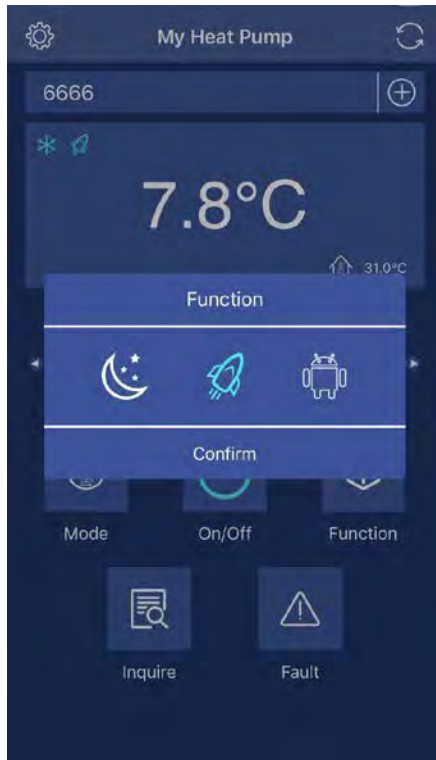 My Heat Pump
6666
7.8°C
31.0°C
Function
Confirm
Mode On/Off Function
Inquire Fault